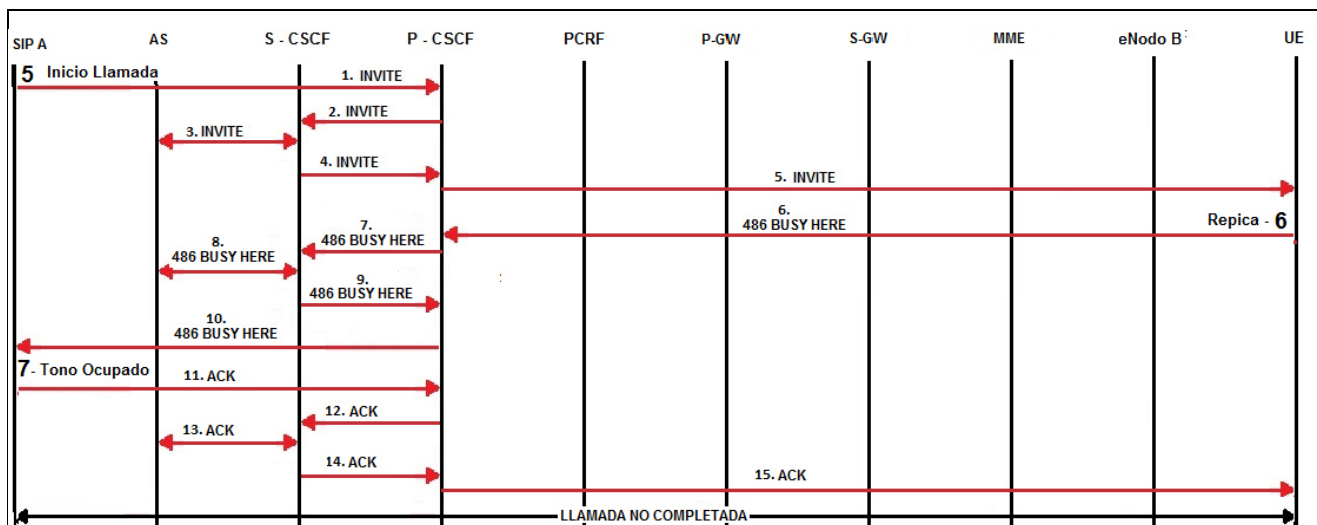 SIP A
AS
S - CSCF
P - CSCF
PCRF
P-GW
S-GW
MME
eNodo B
UE
5 Inicio Llamada
1. INVITE
2. INVITE
3. INVITE
4. INVITE
5. INVITE
6.
486 BUSY HERE
Repica - 6
7.
486 BUSY HERE
8.
486 BUSY HERE
9.
486 BUSY HERE
10.
486 BUSY HERE
7- Tono Ocupado
11. ACK
12. ACK
13. ACK
14. ACK
15. ACK
LLAMADA NO COMPLETADA